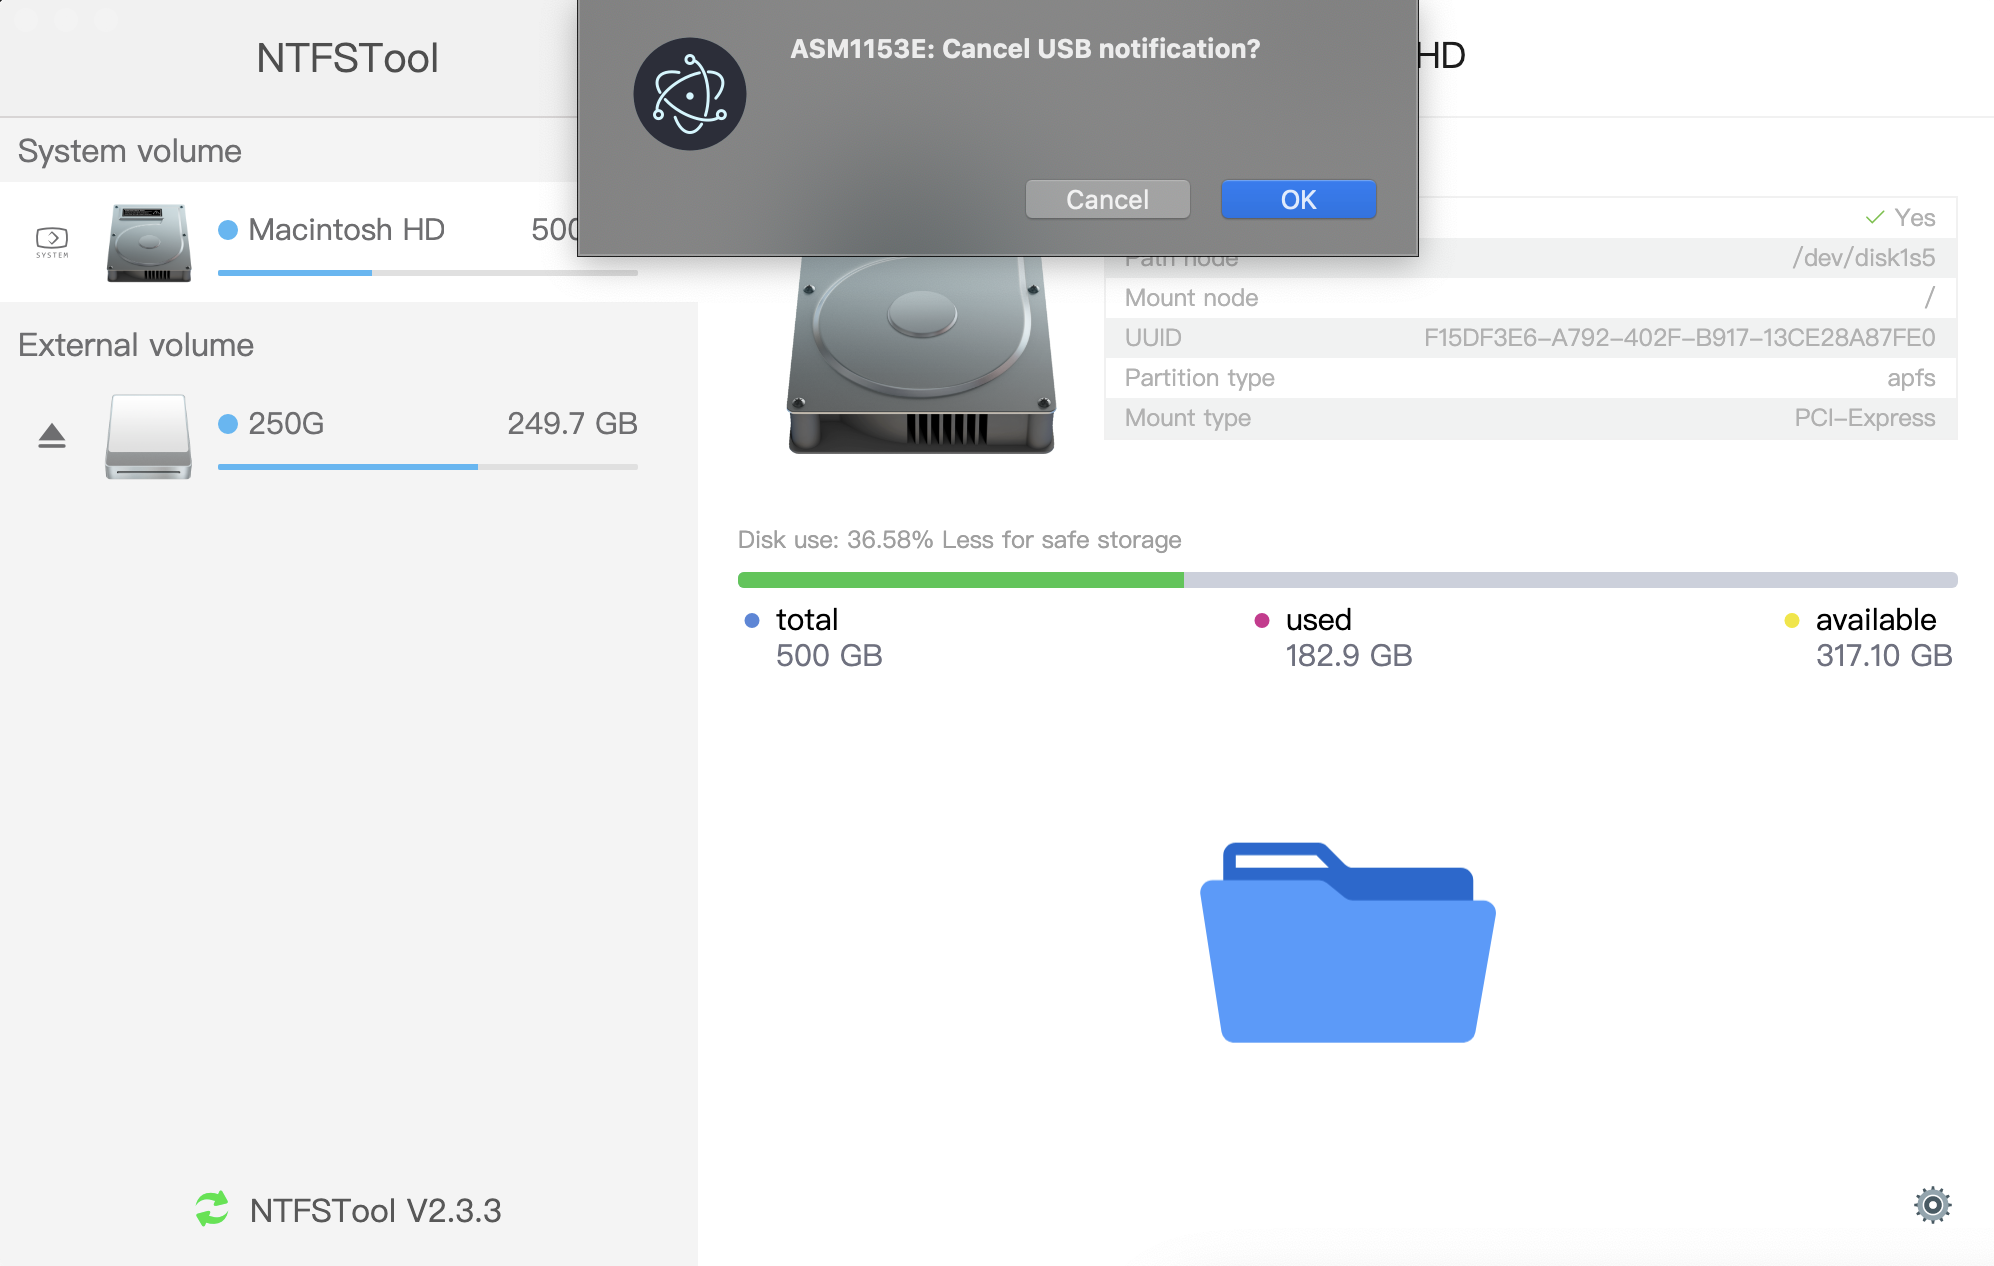 NTFSTool
ASM1153E: Cancel USB notification?
HD
Cancel
OK
System volume
SYSTEM
Macintosh HD
External volume
250G 249.7 GB
Yes
Path node /dev/disk1s5
Mount node /
UUID F15DF3E6-A792-402F-B917-13CE28A87FE0
Partition type apfs
Mount type PCI-Express
Disk use: 36.58% Less for safe storage
total used available
500 GB 182.9 GB 317.10 GB
NTFSTool V2.3.3